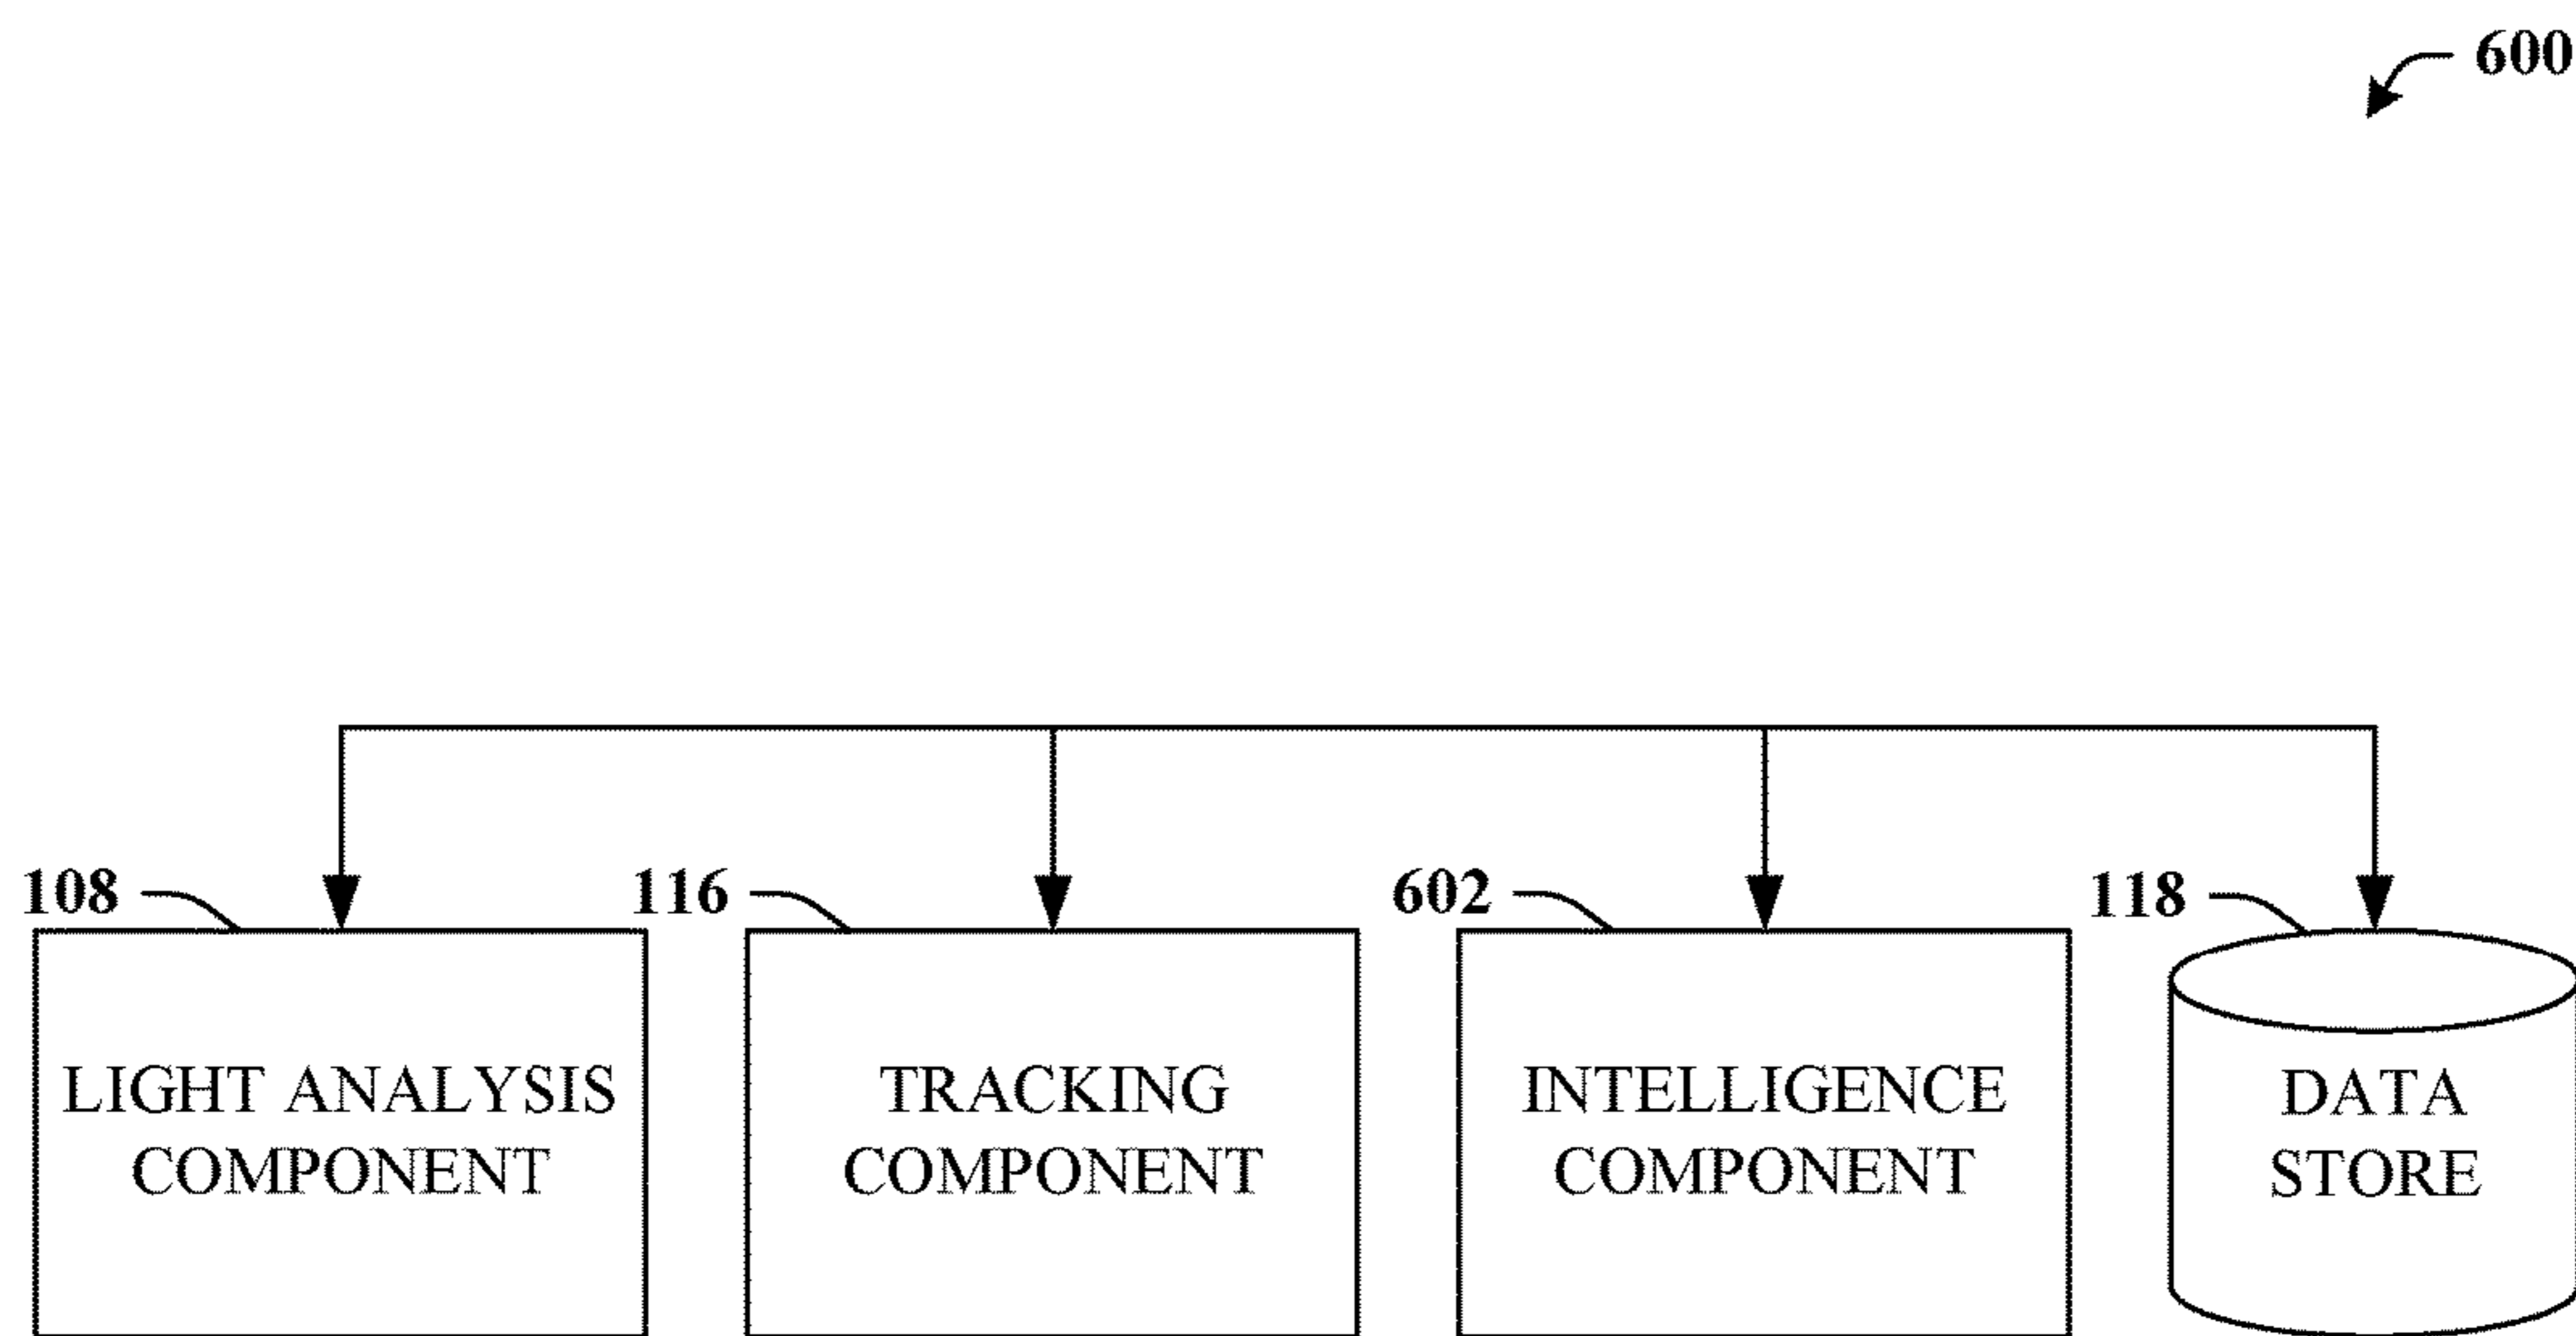 600
108
116
602
118
LIGHT ANALYSIS
COMPONENT
TRACKING
COMPONENT
INTELLIGENCE
COMPONENT
DATA
STORE